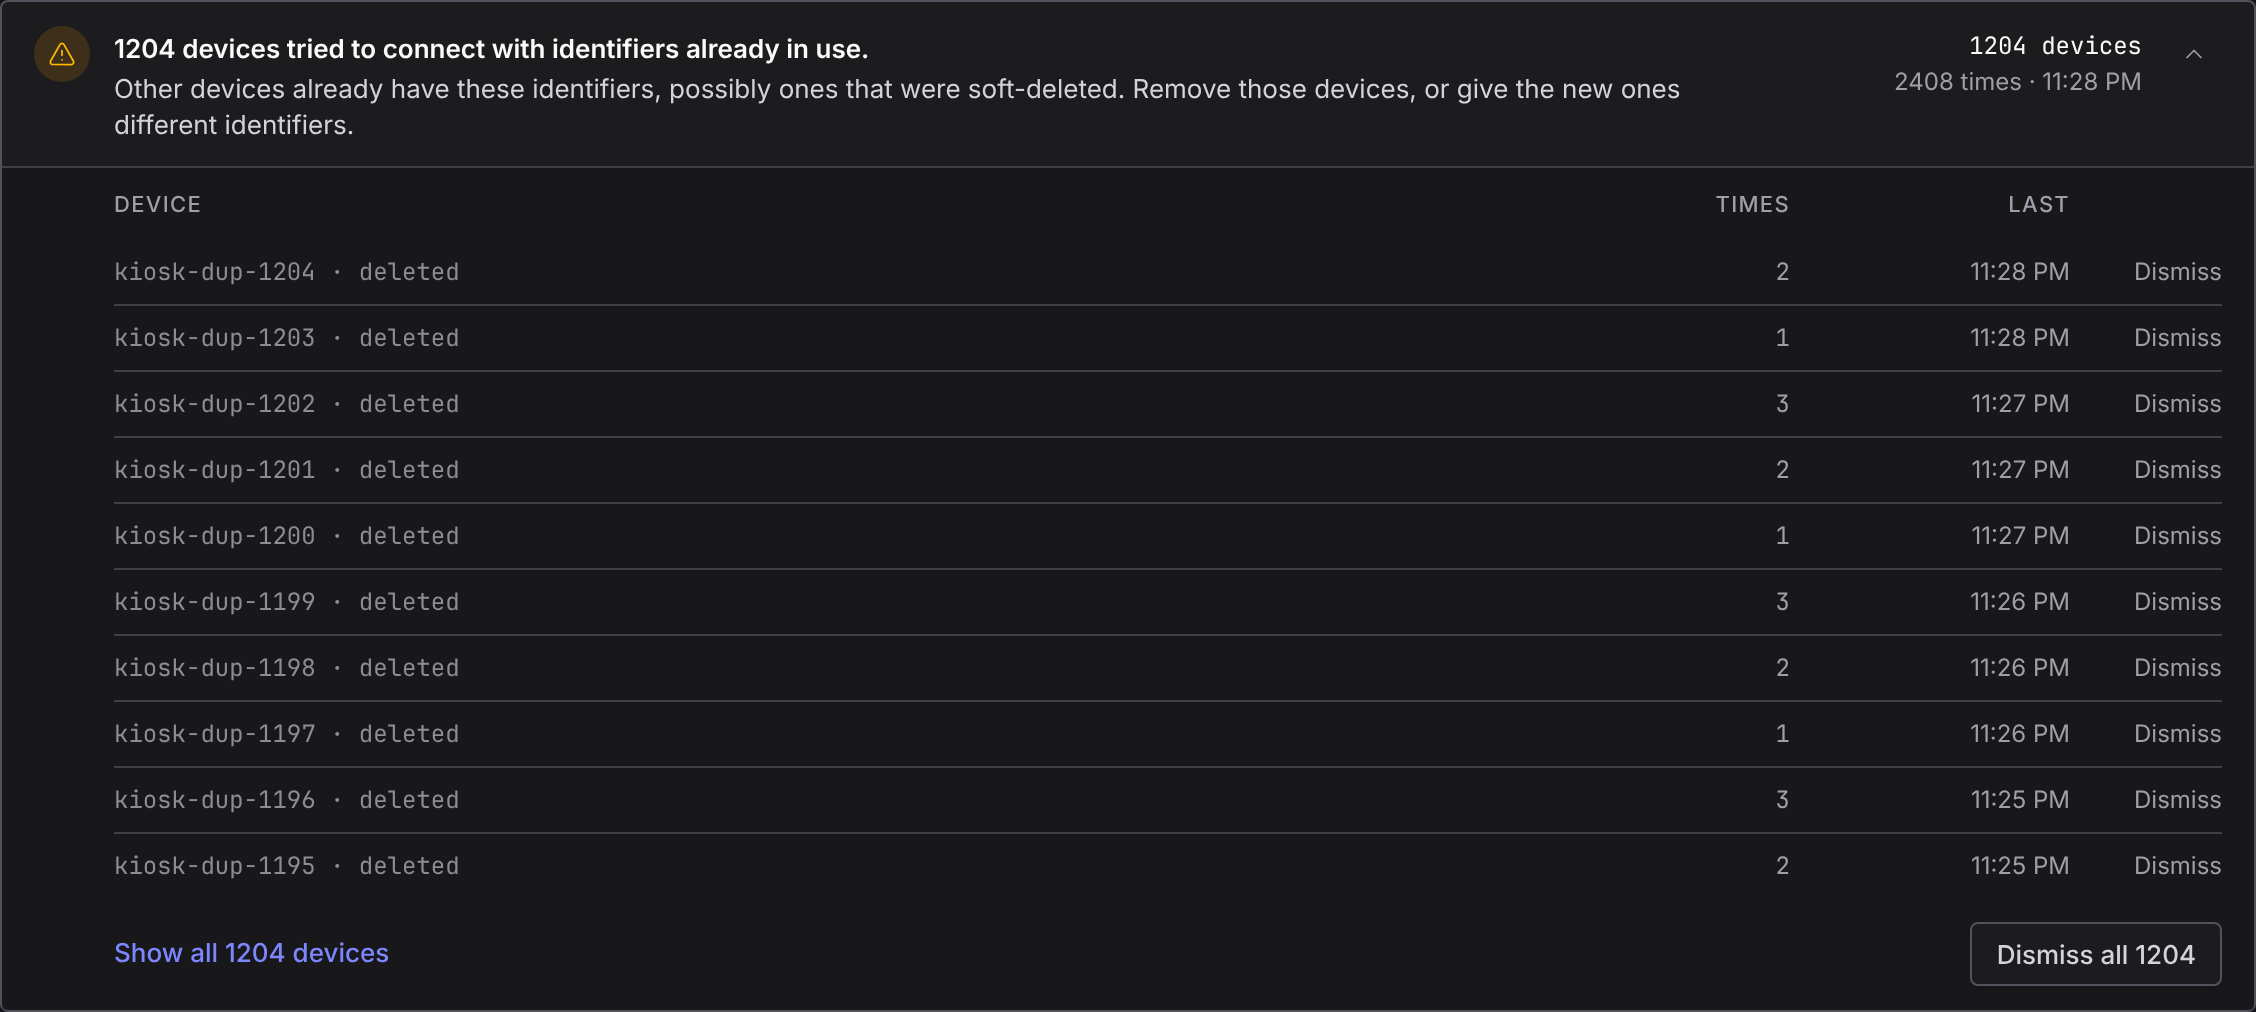 1204 devices tried to connect with identifiers already in use.
Other devices already have these identifiers, possibly ones that were soft-deleted. Remove those devices, or give the new ones
different identifiers.
1204 devices
2408 times · 11:28 PM
DEVICE TIMES LAST
kiosk-dup-1204 · deleted 2 11:28 PM Dismiss
kiosk-dup-1203 · deleted 1 11:28 PM Dismiss
kiosk-dup-1202 · deleted 3 11:27 PM Dismiss
kiosk-dup-1201 · deleted 2 11:27 PM Dismiss
kiosk-dup-1200 · deleted 1 11:27 PM Dismiss
kiosk-dup-1199 · deleted 3 11:26 PM Dismiss
kiosk-dup-1198 · deleted 2 11:26 PM Dismiss
kiosk-dup-1197 · deleted 1 11:26 PM Dismiss
kiosk-dup-1196 · deleted 3 11:25 PM Dismiss
kiosk-dup-1195 · deleted 2 11:25 PM Dismiss
Show all 1204 devices
Dismiss all 1204